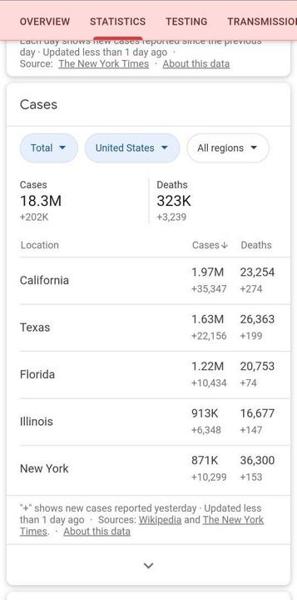 OVERVIEW STATISTICS TESTING TRANSMISSIO
Each day shows new cases reported since the previous
day · Updated less than 1 day ago ·
Source: The New York Times · About this data
Cases
Total United States All regions
Cases Deaths
18.3M 323K
+202K +3,239
Location Cases↓ Deaths
California 1.97M 23,254
+35,347 +274
Texas 1.63M 26,363
+22,156 +199
Florida 1.22M 20,753
+10,434 +74
Illinois 913K 16,677
+6,348 +147
New York 871K 36,300
+10,299 +153
"+" shows new cases reported yesterday · Updated less
than 1 day ago · Sources: Wikipedia and The New York
Times. · About this data